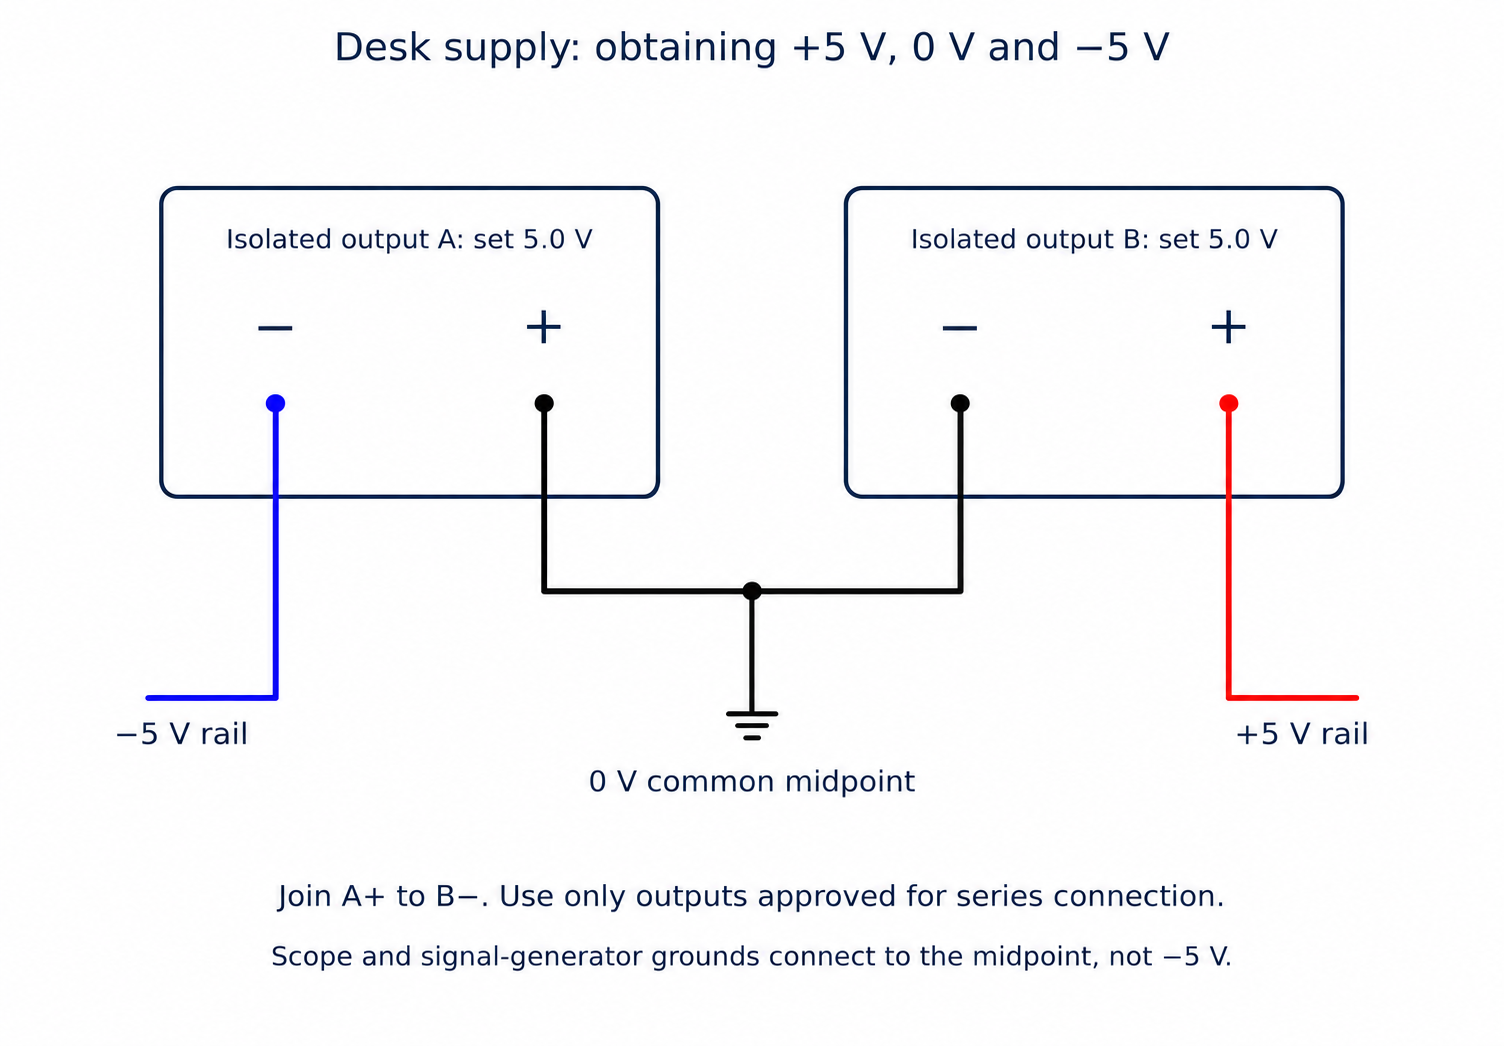 Desk supply: obtaining +5 V, 0 V and −5 V
Isolated output A: set 5.0 V
Isolated output B: set 5.0 V
− +
− +
−5 V rail
+5 V rail
0 V common midpoint
Join A+ to B−. Use only outputs approved for series connection.
Scope and signal-generator grounds connect to the midpoint, not −5 V.